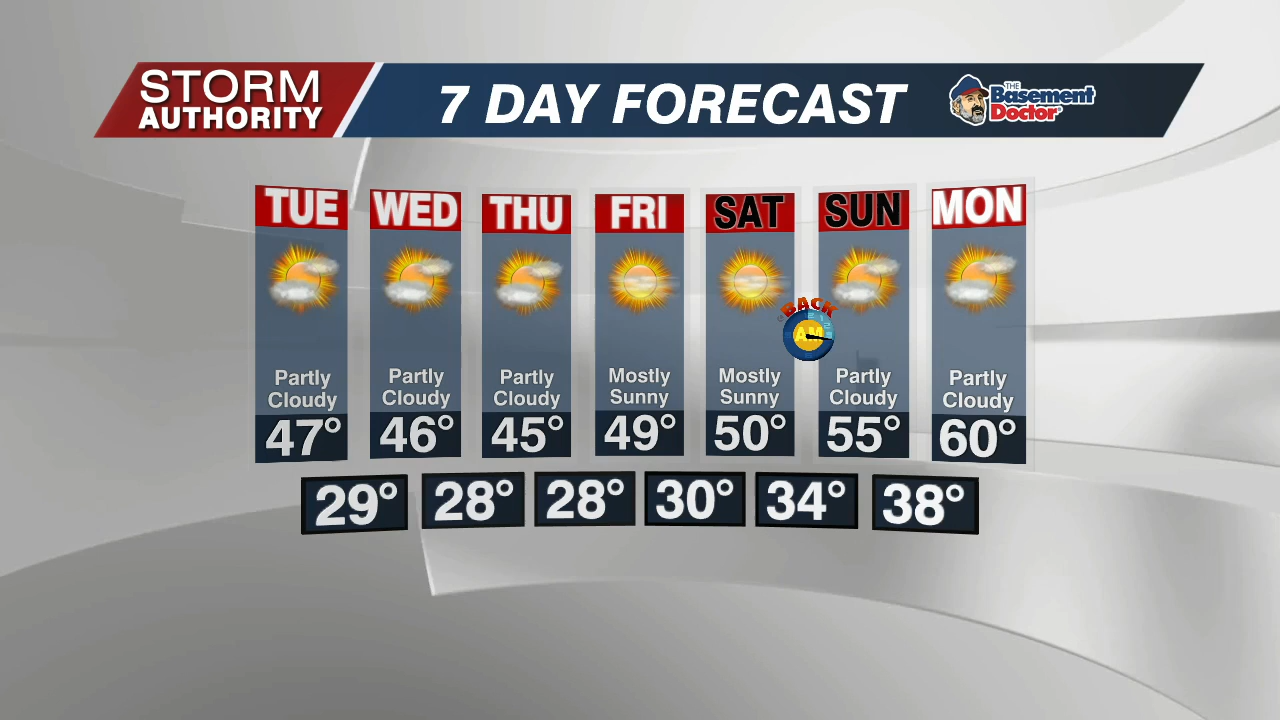 STORM
AUTHORITY
7 DAY FORECAST
THE
Basement
Doctor
TUE WED THU FRI SAT SUN MON
BACK
AM
Partly Partly Partly Mostly Mostly Partly Partly
Cloudy Cloudy Cloudy Sunny Sunny Cloudy Cloudy
47° 46° 45° 49° 50° 55° 60°
29° 28° 28° 30° 34° 38°